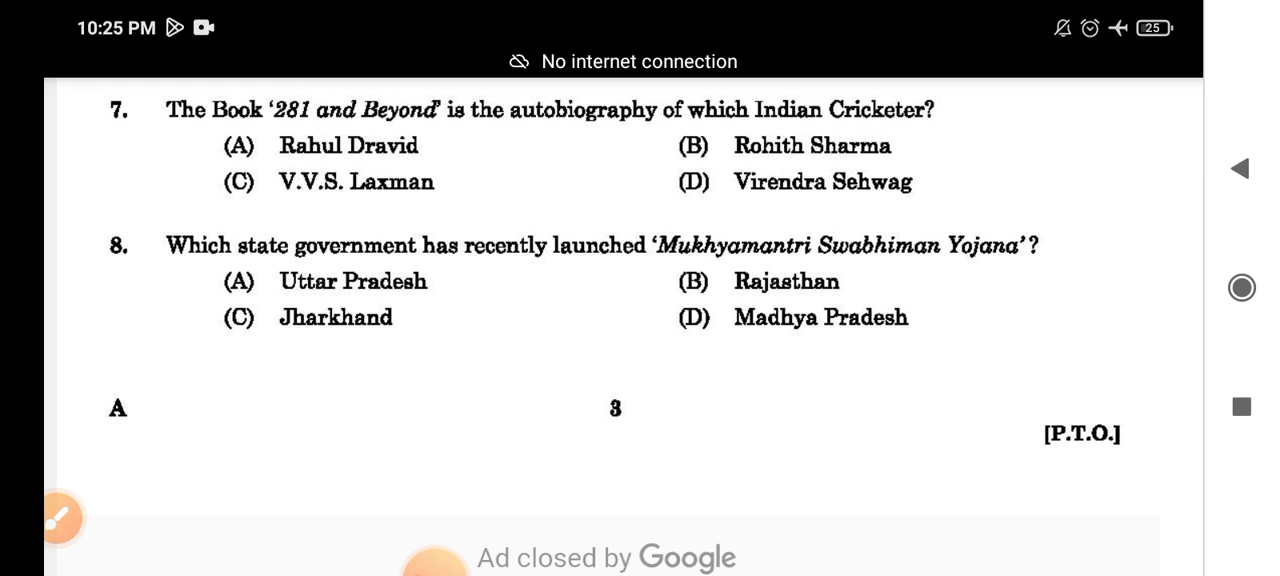 10:25 PM 25
No internet connection
7. The Book ‘281 and Beyond’ is the autobiography of which Indian Cricketer?
(A) Rahul Dravid (B) Rohith Sharma
(C) V.V.S. Laxman (D) Virendra Sehwag
8. Which state government has recently launched ‘Mukhyamantri Swabhiman Yojana’?
(A) Uttar Pradesh (B) Rajasthan
(C) Jharkhand (D) Madhya Pradesh
A 3
[P.T.O.]
Ad closed by Google